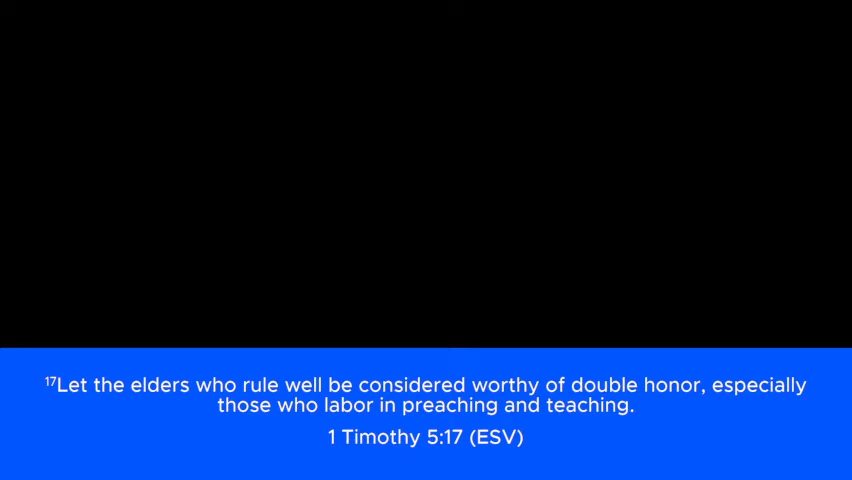 ¹⁷Let the elders who rule well be considered worthy of double honor, especially
those who labor in preaching and teaching.
1 Timothy 5:17 (ESV)